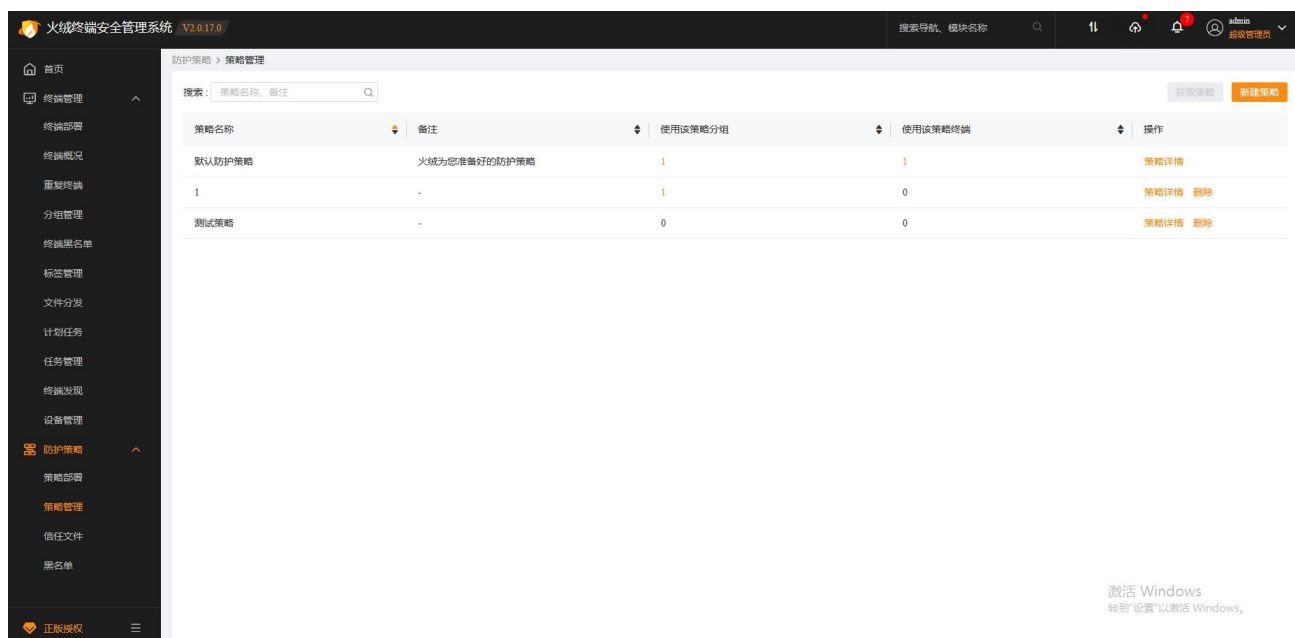 火绒终端安全管理系统 V2.0.17.0
搜索导航、模块名称
7
admin
超级管理员
首页
终端管理
终端部署
终端概况
重复终端
分组管理
终端黑名单
标签管理
文件分发
计划任务
任务管理
终端发现
设备管理
防护策略
策略部署
策略管理
信任文件
黑名单
正版授权
防护策略 > 策略管理
搜索: 策略名称、备注
获取策略 新建策略
策略名称 备注 使用该策略分组 使用该策略终端 操作
默认防护策略 火绒为您准备好的防护策略 1 1 策略详情
1 - 1 0 策略详情 删除
测试策略 - 0 0 策略详情 删除
激活 Windows
转到"设置"以激活 Windows。